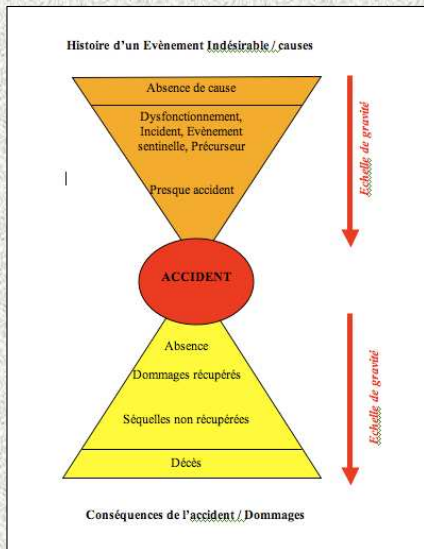 Histoire d'un Evènement Indésirable / causes
Absence de cause
Dysfonctionnement,
Incident, Evènement
sentinelle, Précurseur
Presque accident
Echelle de gravité
ACCIDENT
Absence
Dommages récupérés
Séquelles non récupérées
Décès
Echelle de gravité
Conséquences de l'accident / Dommages